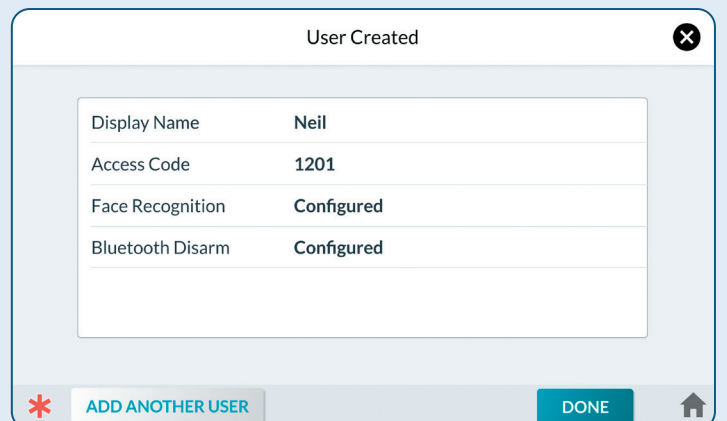 User Created
Display Name Neil
Access Code 1201
Face Recognition Configured
Bluetooth Disarm Configured
ADD ANOTHER USER DONE